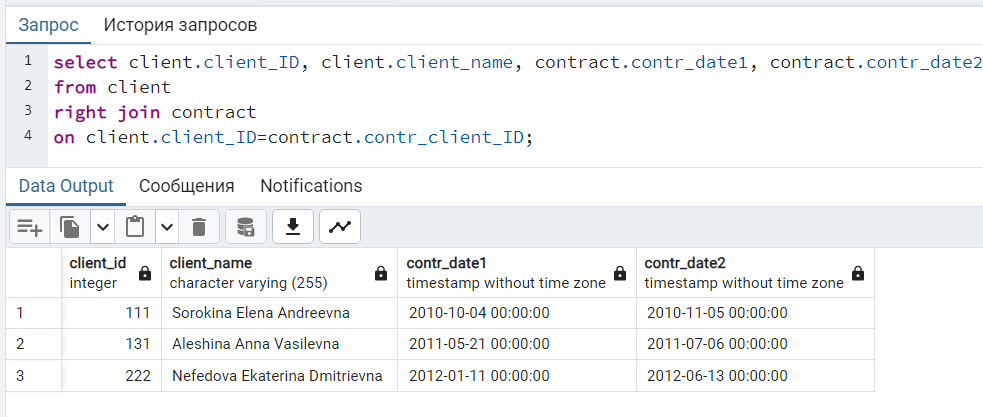 Запрос История запросов
1 select client.client_ID, client.client_name, contract.contr_date1, contract.contr_date2
2 from client
3 right join contract
4 on client.client_ID=contract.contr_client_ID;
Data Output Сообщения Notifications
client_id client_name contr_date1 contr_date2
integer character varying (255) timestamp without time zone timestamp without time zone
1 111 Sorokina Elena Andreevna 2010-10-04 00:00:00 2010-11-05 00:00:00
2 131 Aleshina Anna Vasilevna 2011-05-21 00:00:00 2011-07-06 00:00:00
3 222 Nefedova Ekaterina Dmitrievna 2012-01-11 00:00:00 2012-06-13 00:00:00